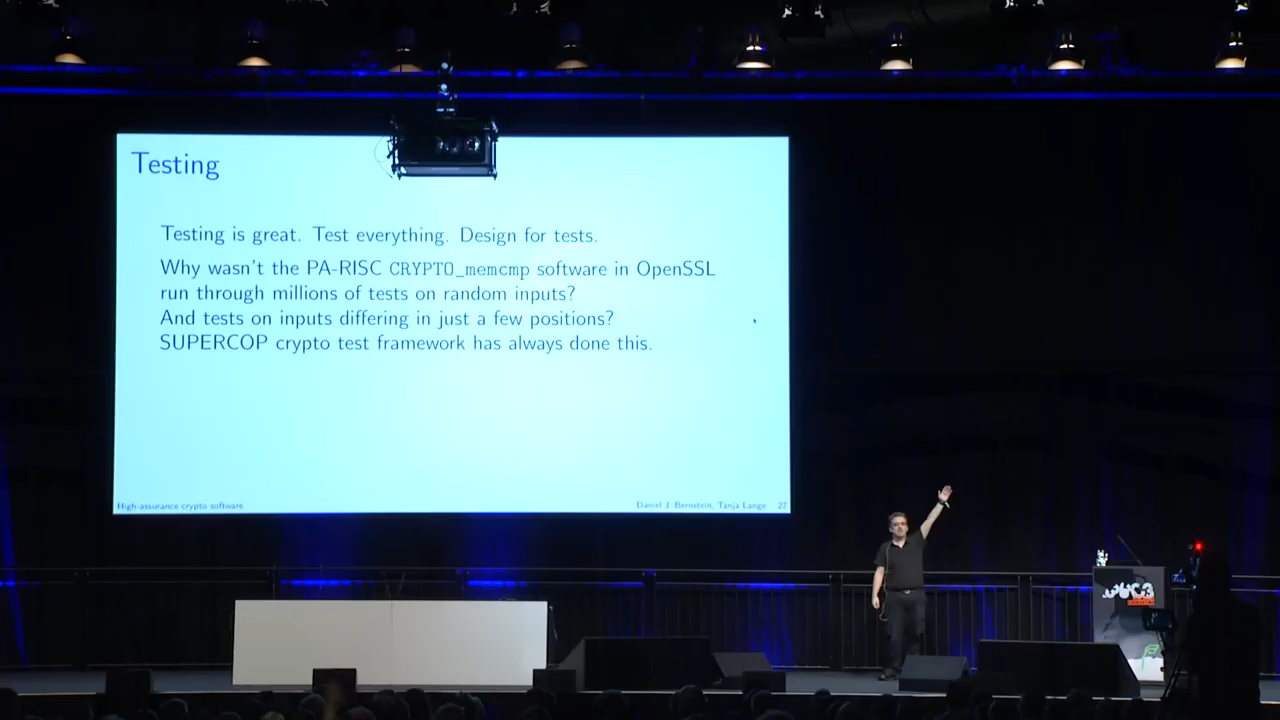 Testing
Testing is great. Test everything. Design for tests.
Why wasn't the PA-RISC CRYPTO_memcmp software in OpenSSL
run through millions of tests on random inputs?
And tests on inputs differing in just a few positions?
SUPERCOP crypto test framework has always done this.
High-assurance crypto software
Daniel J. Bernstein, Tanja Lange 22